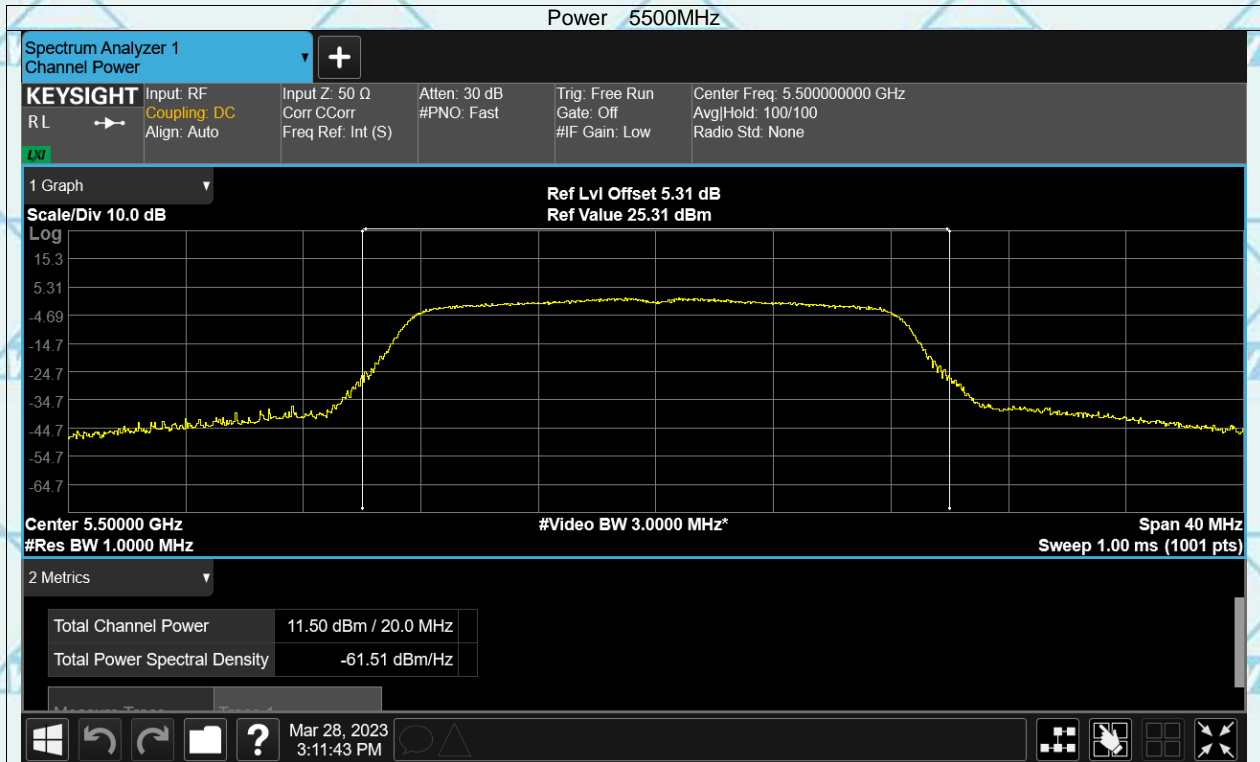 Power 5500MHz
Spectrum Analyzer 1
Channel Power
KEYSIGHT
R L
LXI
Input: RF
Coupling: DC
Align: Auto
Input Z: 50 Ω
Corr CCorr
Freq Ref: Int (S)
Atten: 30 dB
#PNO: Fast
Trig: Free Run
Gate: Off
#IF Gain: Low
Center Freq: 5.500000000 GHz
Avg|Hold: 100/100
Radio Std: None
1 Graph
Scale/Div 10.0 dB
Ref Lvl Offset 5.31 dB
Ref Value 25.31 dBm
Log
15.3
5.31
-4.69
-14.7
-24.7
-34.7
-44.7
-54.7
-64.7
Center 5.50000 GHz
#Video BW 3.0000 MHz*
Span 40 MHz
#Res BW 1.0000 MHz
Sweep 1.00 ms (1001 pts)
2 Metrics
Total Channel Power 11.50 dBm / 20.0 MHz
Total Power Spectral Density -61.51 dBm/Hz
Measure Trace Trace 1
?
Mar 28, 2023
3:11:43 PM